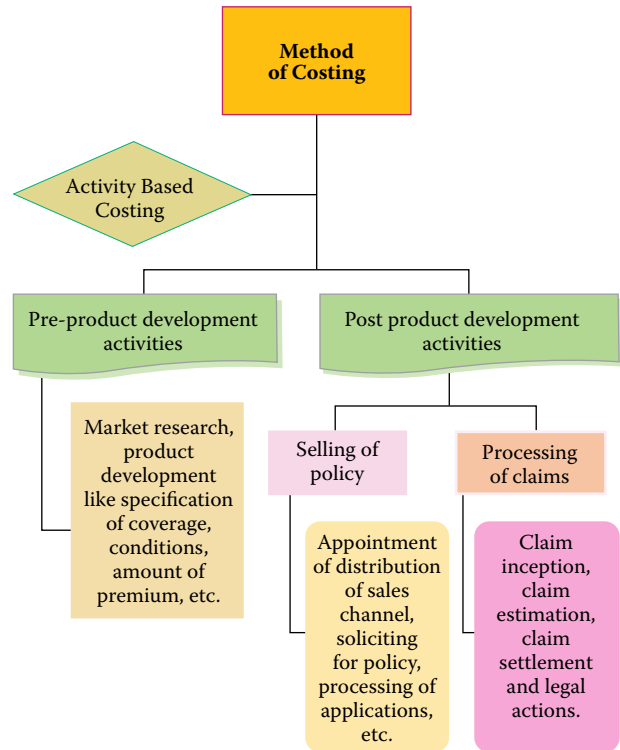 Method
of Costing
Activity Based
Costing
Pre-product development
activities
Post product development
activities
Market research,
product
development
like specification
of coverage,
conditions,
amount of
premium, etc.
Selling of
policy
Processing
of claims
Appointment
of distribution
of sales
channel,
soliciting
for policy,
processing of
applications,
etc.
Claim
inception,
claim
estimation,
claim
settlement
and legal
actions.